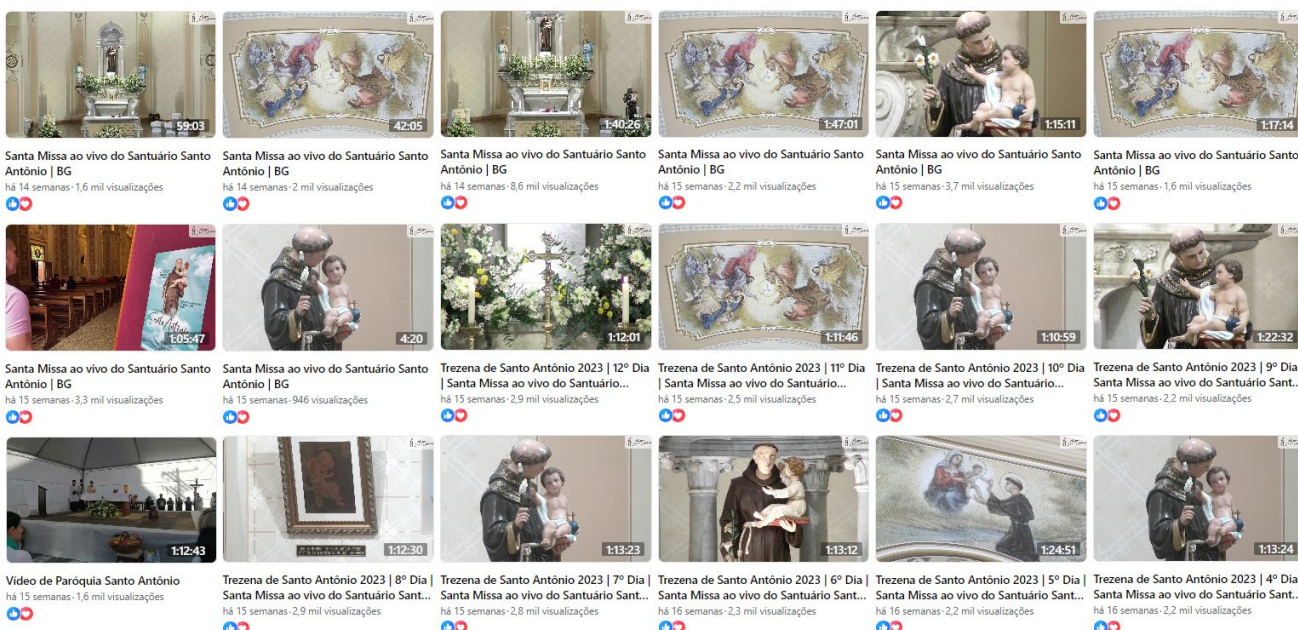 59:03
42:05
1:40:26
1:47:01
1:15:11
1:17:14
Santa Missa ao vivo do Santuário Santo
Antônio | BG
há 14 semanas · 1,6 mil visualizações
Santa Missa ao vivo do Santuário Santo
Antônio | BG
há 14 semanas · 2 mil visualizações
Santa Missa ao vivo do Santuário Santo
Antônio | BG
há 14 semanas · 8,6 mil visualizações
Santa Missa ao vivo do Santuário Santo
Antônio | BG
há 15 semanas · 2,2 mil visualizações
Santa Missa ao vivo do Santuário Santo
Antônio | BG
há 15 semanas · 3,7 mil visualizações
Santa Missa ao vivo do Santuário Santo
Antônio | BG
há 15 semanas · 1,6 mil visualizações
1:05:47
4:20
1:12:01
1:11:46
1:10:59
1:22:32
Santa Missa ao vivo do Santuário Santo
Antônio | BG
há 15 semanas · 3,3 mil visualizações
Santa Missa ao vivo do Santuário Santo
Antônio | BG
há 15 semanas · 946 visualizações
Trezena de Santo Antônio 2023 | 12º Dia
| Santa Missa ao vivo do Santuário...
há 15 semanas · 2,9 mil visualizações
Trezena de Santo Antônio 2023 | 11º Dia
| Santa Missa ao vivo do Santuário...
há 15 semanas · 2,5 mil visualizações
Trezena de Santo Antônio 2023 | 10º Dia
| Santa Missa ao vivo do Santuário...
há 15 semanas · 2,7 mil visualizações
Trezena de Santo Antônio 2023 | 9º Dia
Santa Missa ao vivo do Santuário Sant...
há 15 semanas · 2,2 mil visualizações
1:12:43
1:12:30
1:13:23
1:13:12
1:24:51
1:13:24
Vídeo de Paróquia Santo Antônio
há 15 semanas · 1,6 mil visualizações
Trezena de Santo Antônio 2023 | 8º Dia |
Santa Missa ao vivo do Santuário Sant...
há 15 semanas · 2,9 mil visualizações
Trezena de Santo Antônio 2023 | 7º Dia |
Santa Missa ao vivo do Santuário Sant...
há 15 semanas · 2,8 mil visualizações
Trezena de Santo Antônio 2023 | 6º Dia |
Santa Missa ao vivo do Santuário Sant...
há 16 semanas · 2,3 mil visualizações
Trezena de Santo Antônio 2023 | 5º Dia |
Santa Missa ao vivo do Santuário Sant...
há 16 semanas · 2,2 mil visualizações
Trezena de Santo Antônio 2023 | 4º Dia
Santa Missa ao vivo do Santuário Sant...
há 16 semanas · 2,2 mil visualizações